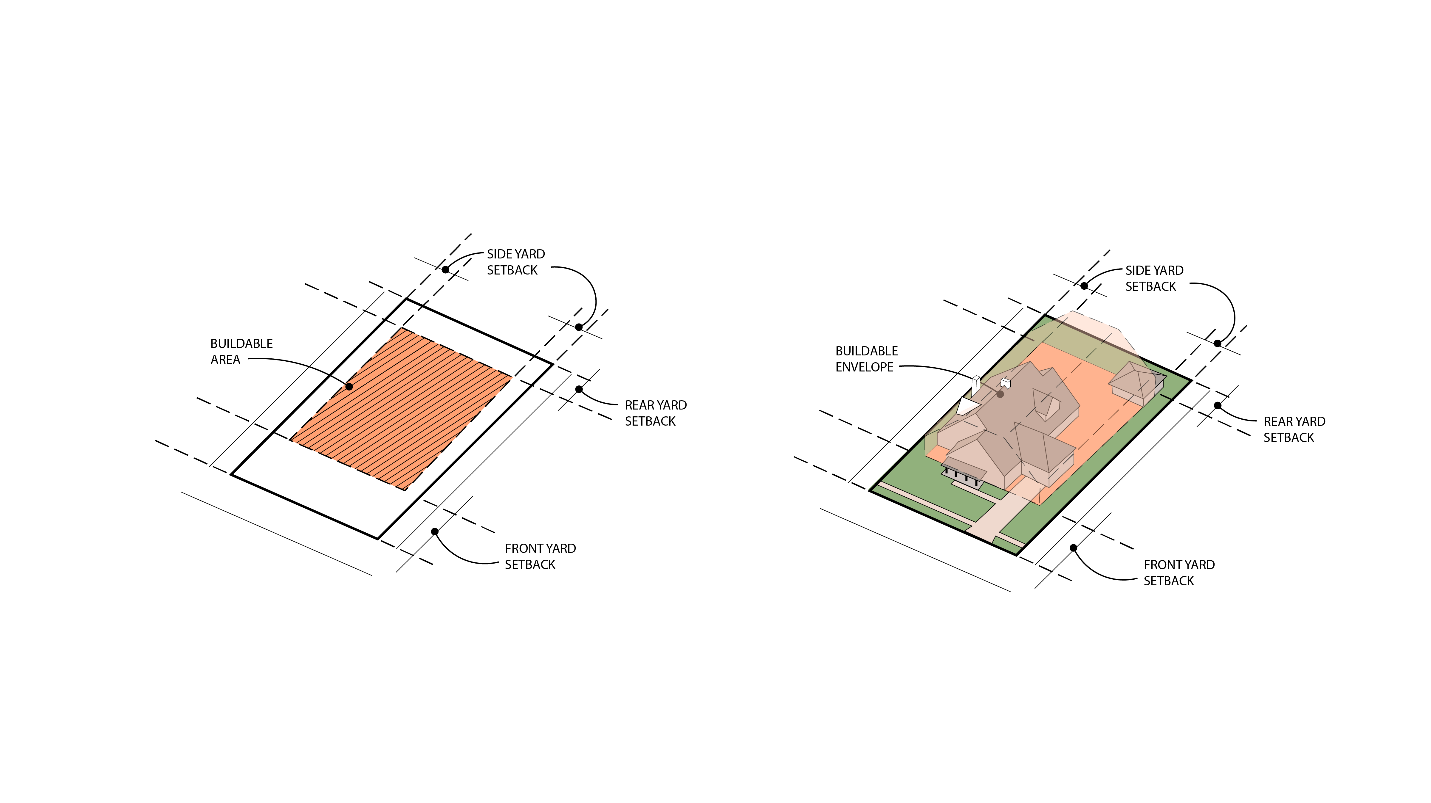 SIDE YARD
SETBACK
BUILDABLE
AREA
REAR YARD
SETBACK
FRONT YARD
SETBACK
SIDE YARD
SETBACK
BUILDABLE
ENVELOPE
REAR YARD
SETBACK
FRONT YARD
SETBACK